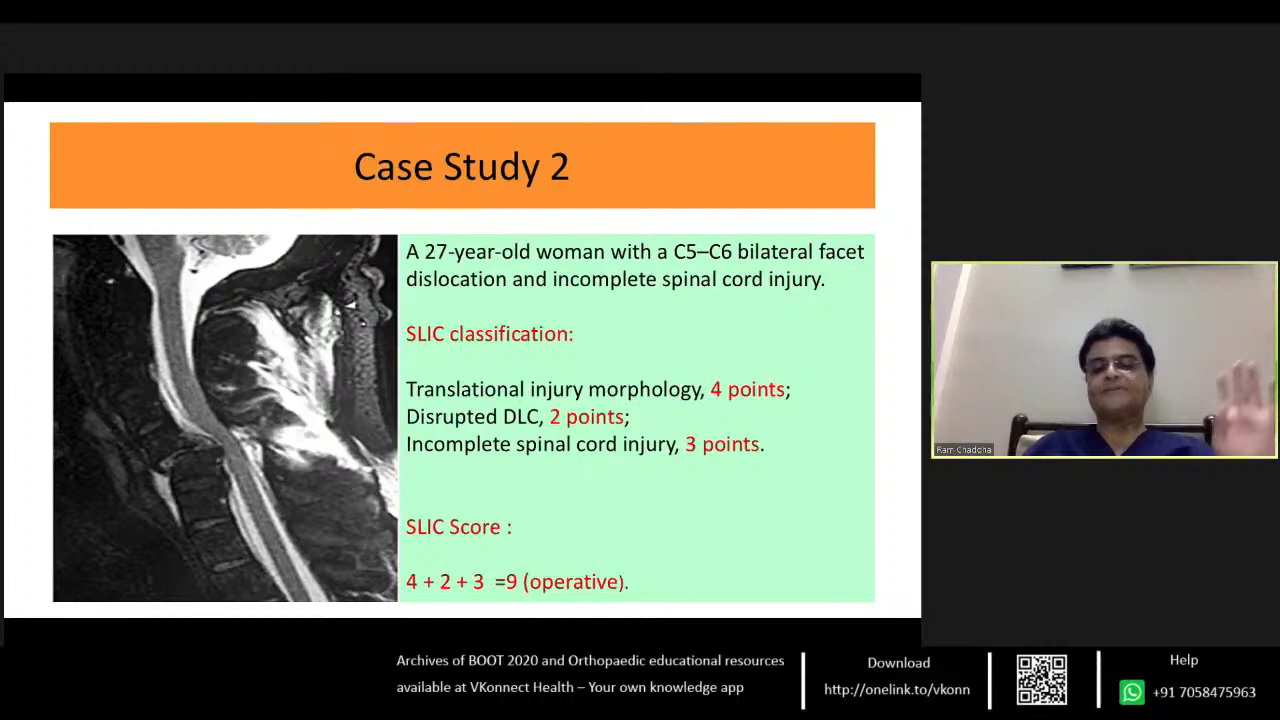 Case Study 2
A 27-year-old woman with a C5–C6 bilateral facet
dislocation and incomplete spinal cord injury.
SLIC classification:
Translational injury morphology, 4 points;
Disrupted DLC, 2 points;
Incomplete spinal cord injury, 3 points.
SLIC Score :
4 + 2 + 3 =9 (operative).
Ram Chaddha
Archives of BOOT 2020 and Orthopaedic educational resources
available at VKonnect Health – Your own knowledge app
Download
http://onelink.to/vkonn
Help
+91 7058475963